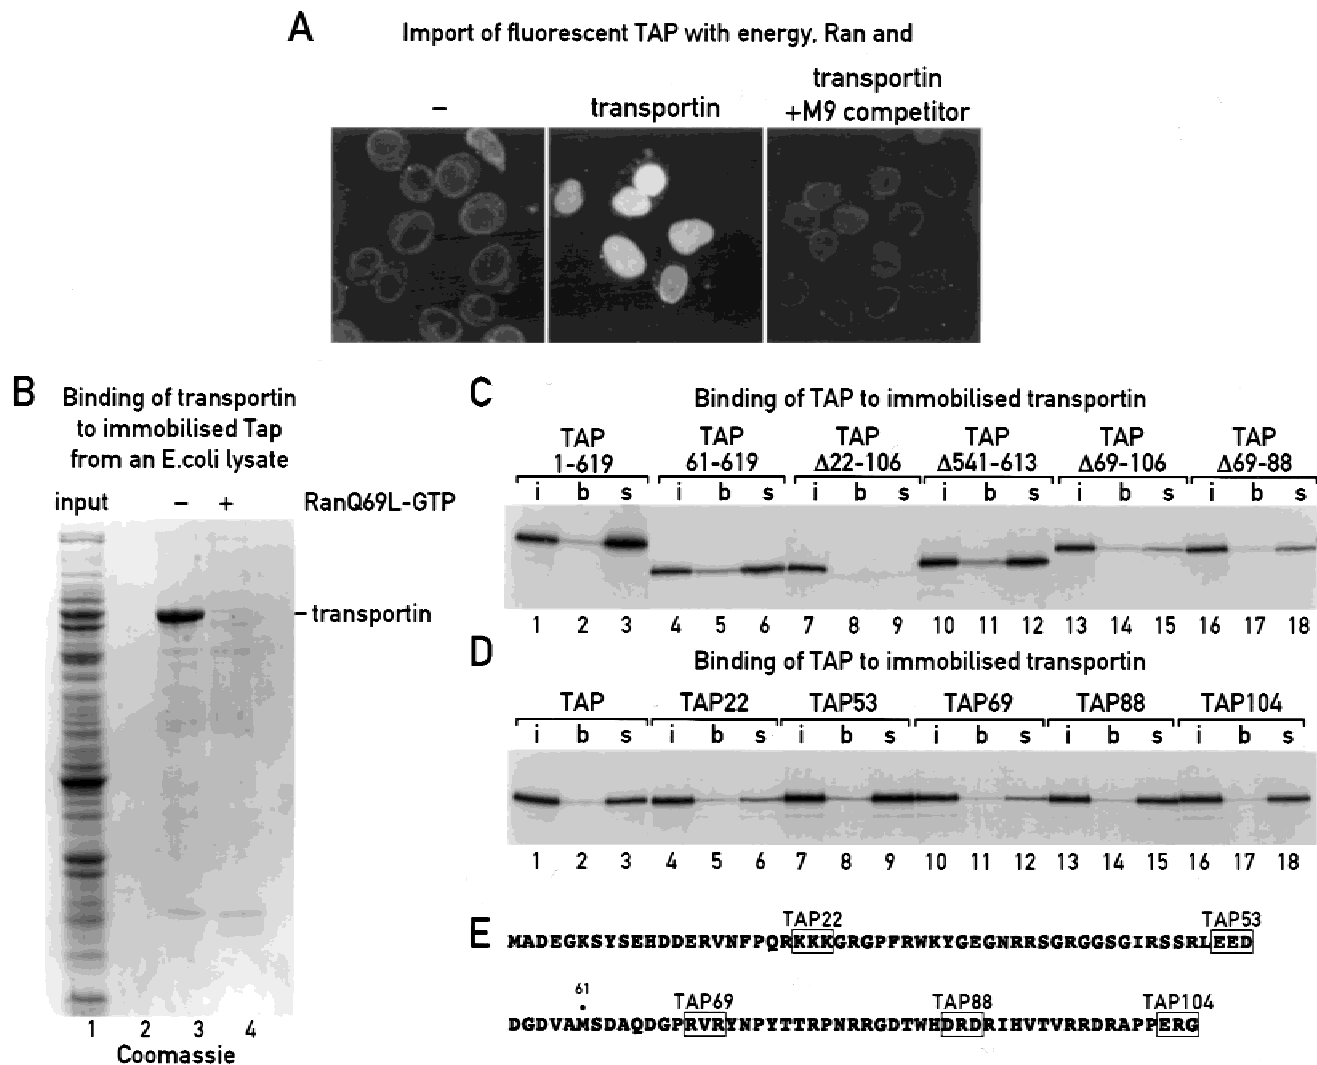 A
Import of fluorescent TAP with energy, Ran and
–
transportin
transportin
+M9 competitor
B
Binding of transportin
to immobilised Tap
from an E.coli lysate
input – + RanQ69L-GTP
– transportin
1 2 3 4
Coomassie
C
Binding of TAP to immobilised transportin
TAP TAP TAP TAP TAP TAP
1-619 61-619 Δ22-106 Δ541-613 Δ69-106 Δ69-88
i b s i b s i b s i b s i b s i b s
1 2 3 4 5 6 7 8 9 10 11 12 13 14 15 16 17 18
D
Binding of TAP to immobilised transportin
TAP TAP22 TAP53 TAP69 TAP88 TAP104
i b s i b s i b s i b s i b s i b s
1 2 3 4 5 6 7 8 9 10 11 12 13 14 15 16 17 18
E
TAP22 TAP53
MADEGKSYSEHDDERVNFPQRKKKGRGPFRWKYGEGNRRSGRGGSGIRSSRLEED
61
TAP69 TAP88 TAP104
DGDVAMSDAQDGPRVRYNPYTTRPNRRGDTWHDRDRIHVTVRRDRAPPERG